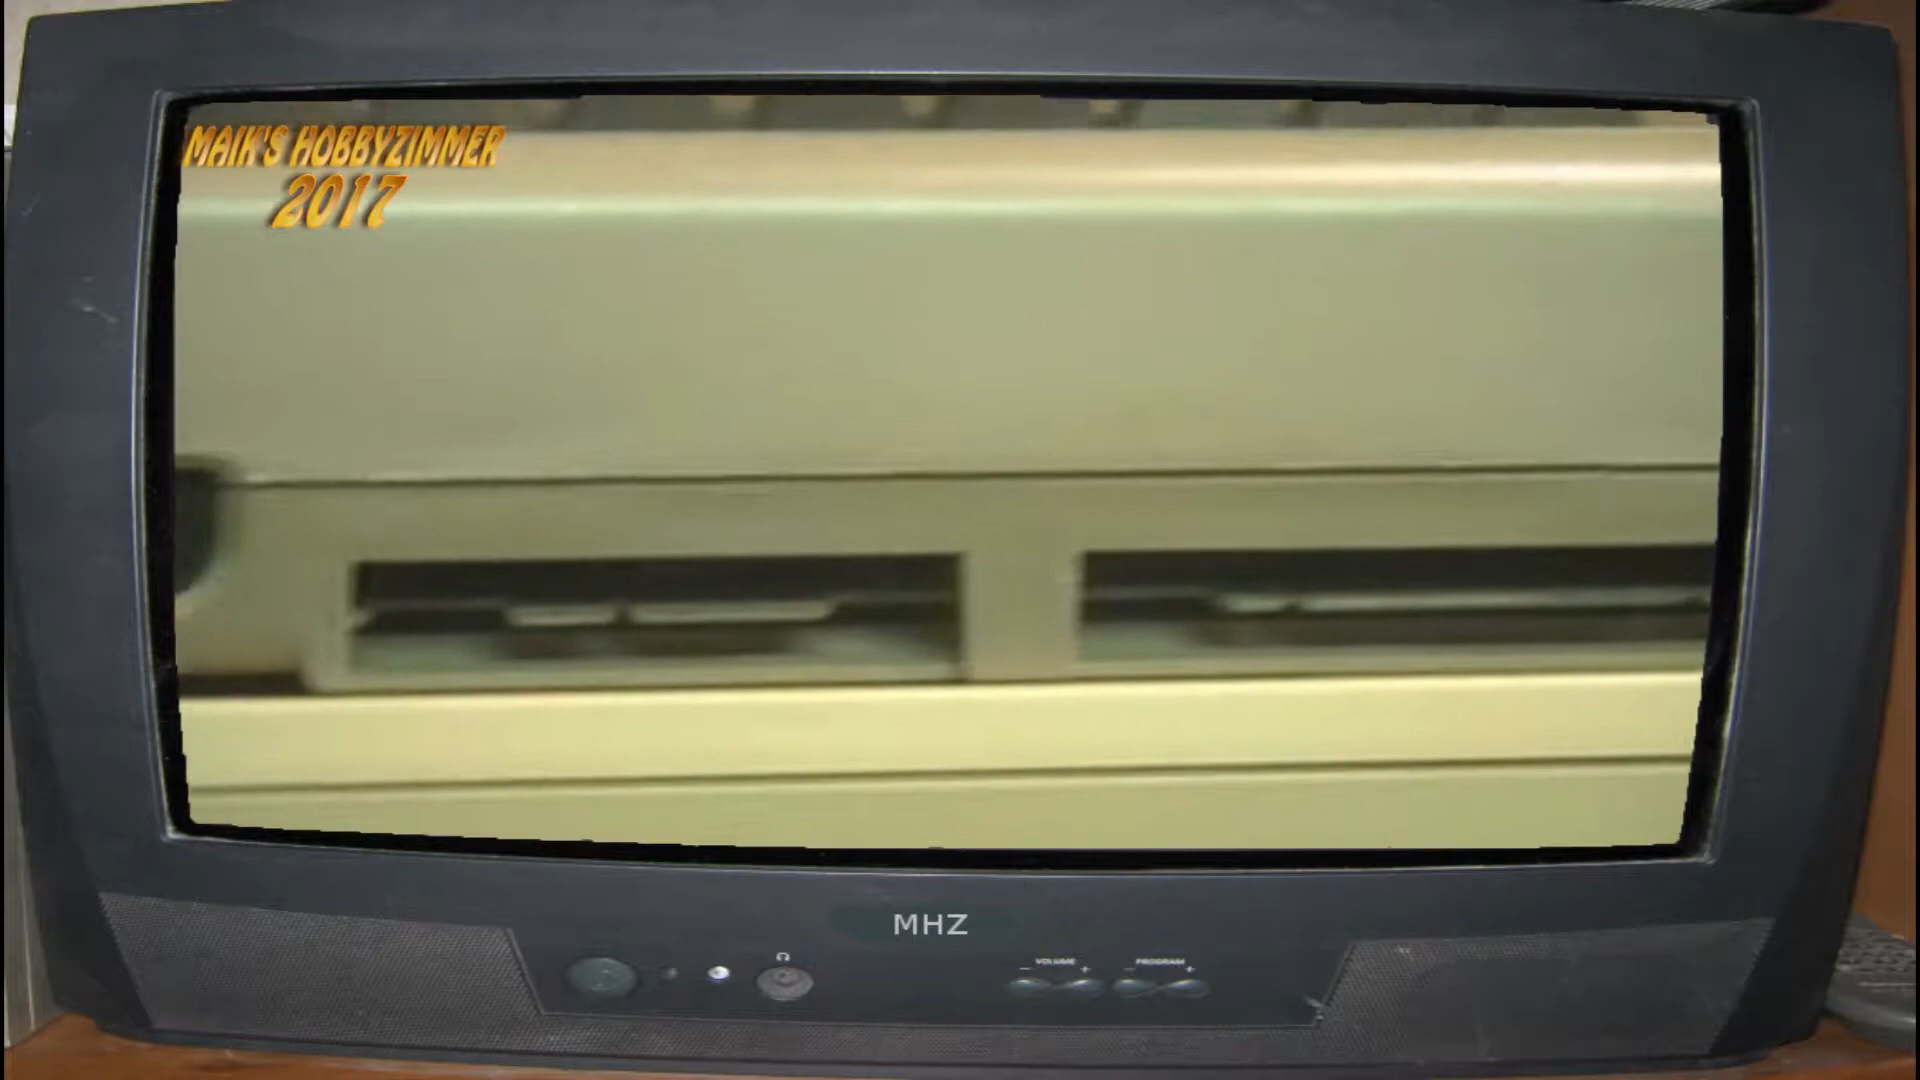 MAIK'S HOBBYZIMMER
2017
MHZ
VOLUME
PROGRAM
- +
- +